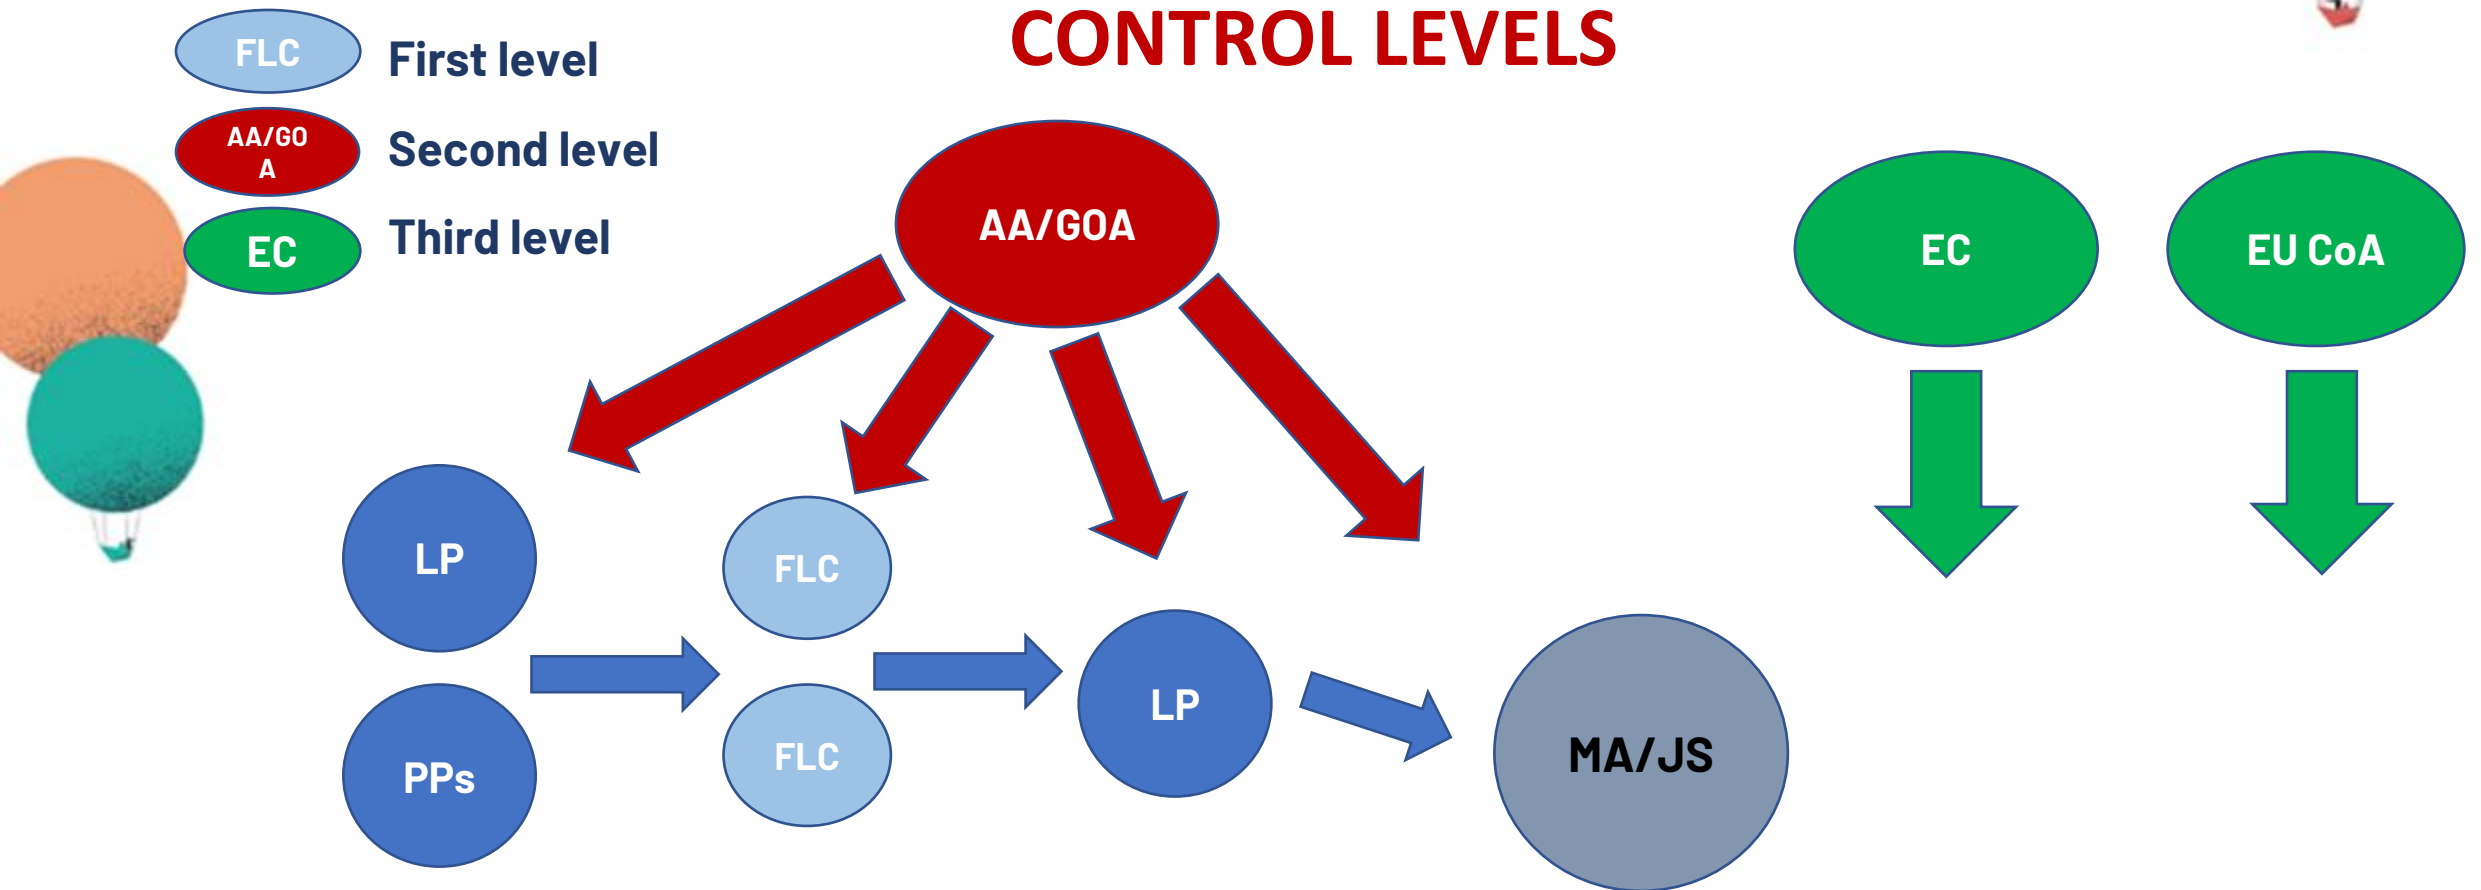 CONTROL LEVELS
FLC
First level
AA/GO
A
Second level
EC
Third level
AA/GOA
EC
EU CoA
LP
FLC
LP
PPs
FLC
MA/JS